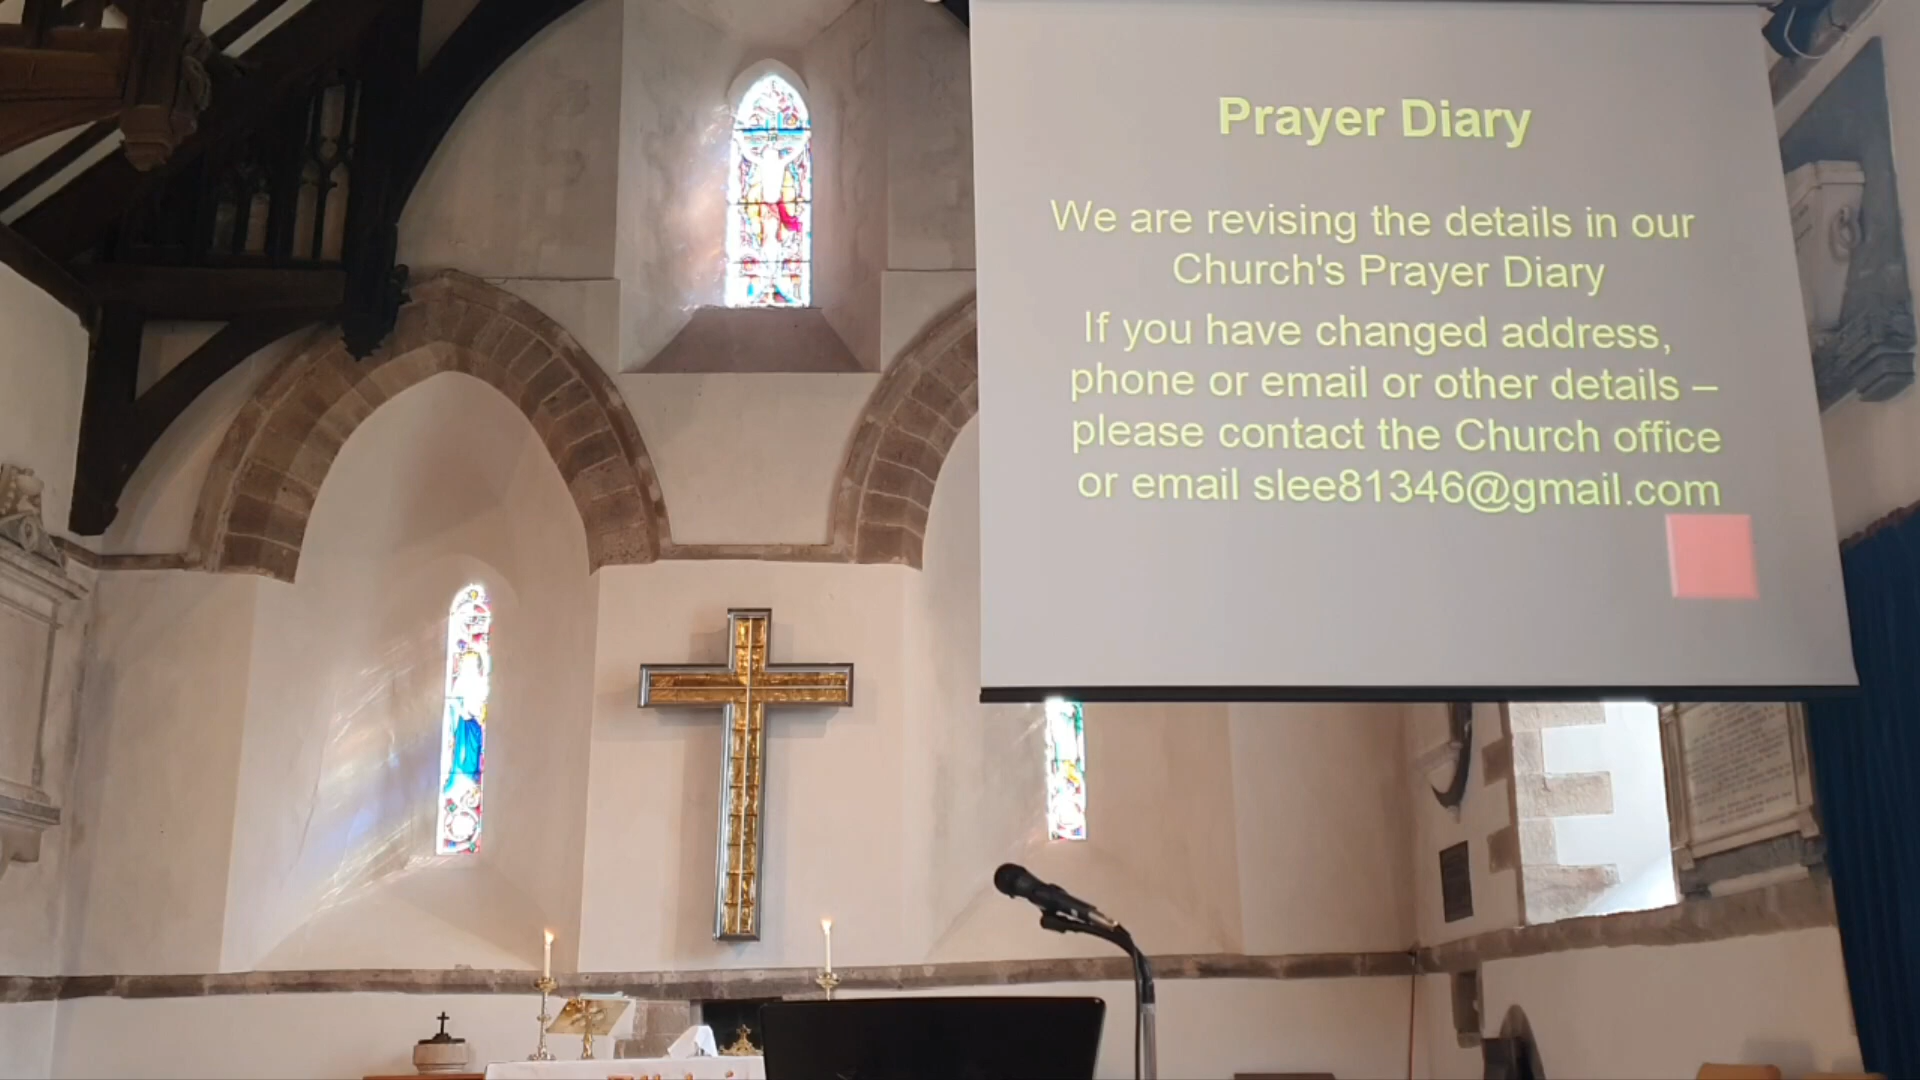 Prayer Diary
We are revising the details in our
Church's Prayer Diary
If you have changed address,
phone or email or other details –
please contact the Church office
or email slee81346@gmail.com